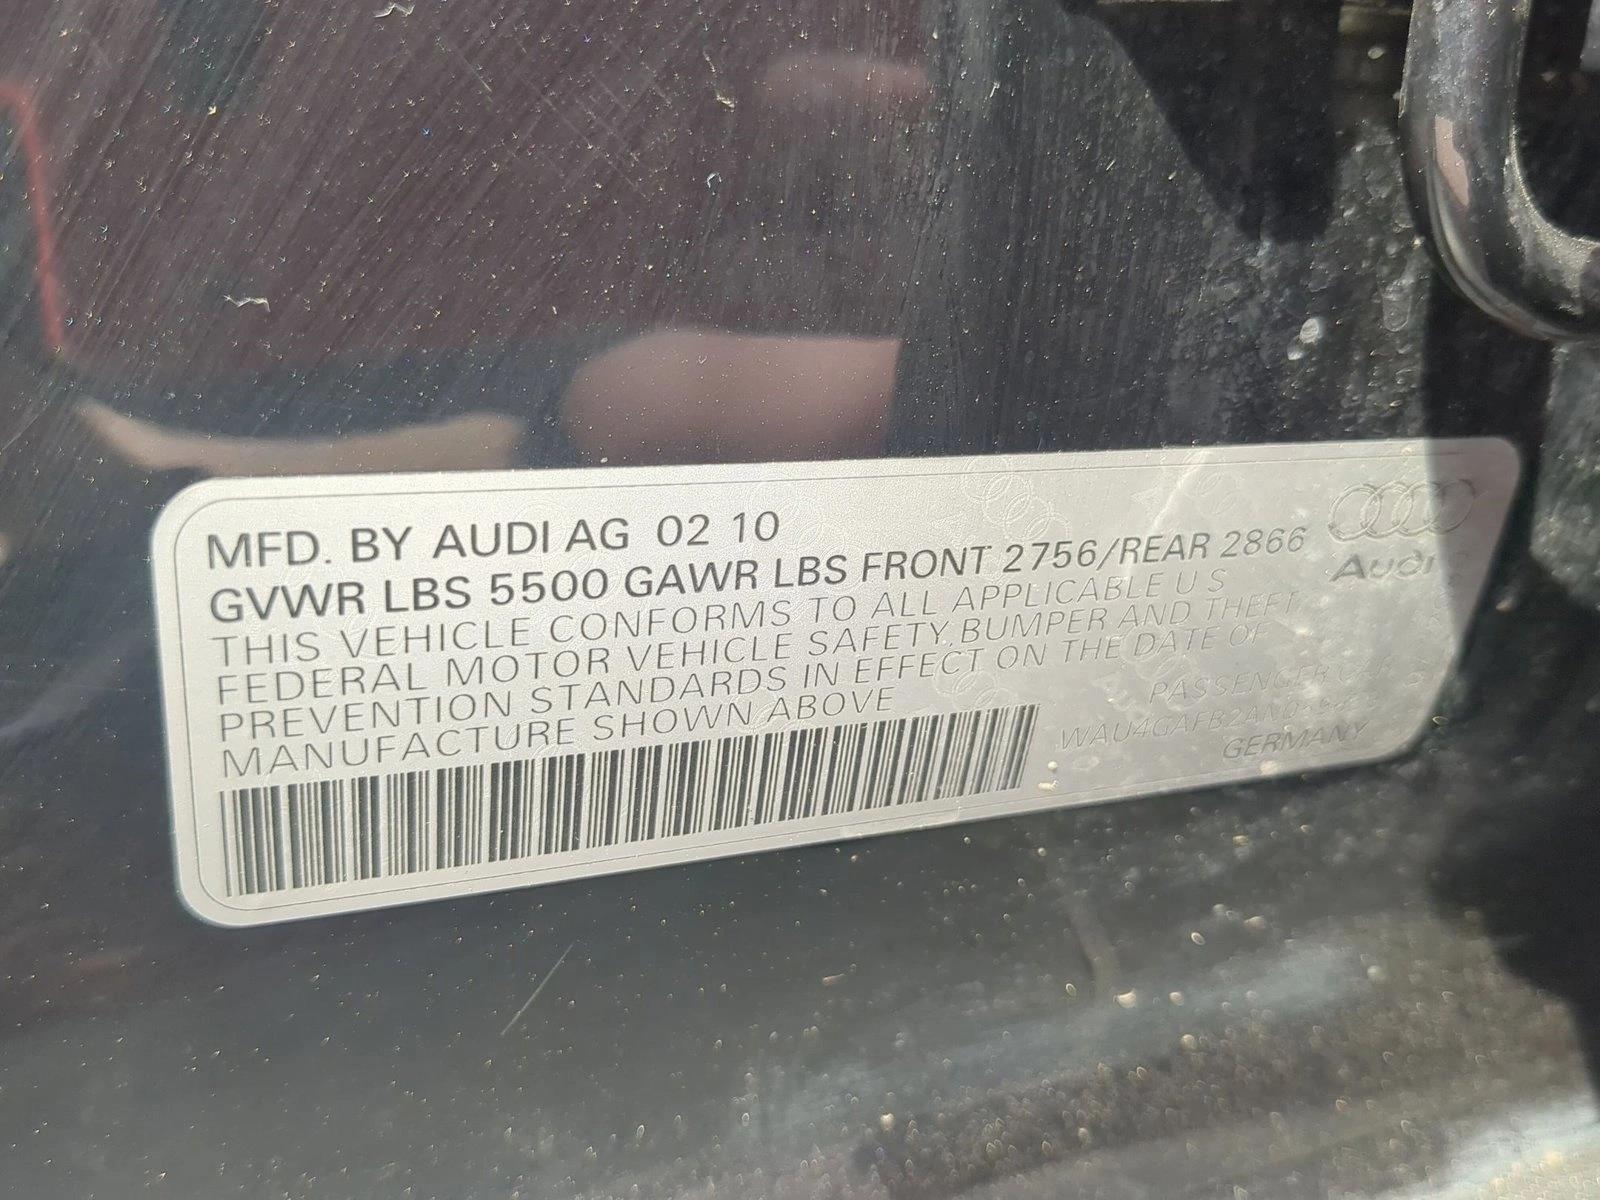 MFD. BY AUDI AG 02 10
GVWR LBS 5500 GAWR LBS FRONT 2756/REAR 2866
Audi
THIS VEHICLE CONFORMS TO ALL APPLICABLE U S
FEDERAL MOTOR VEHICLE SAFETY, BUMPER AND THEFT
PREVENTION STANDARDS IN EFFECT ON THE DATE OF
MANUFACTURE SHOWN ABOVE
PASSENGER CAR
GERMANY